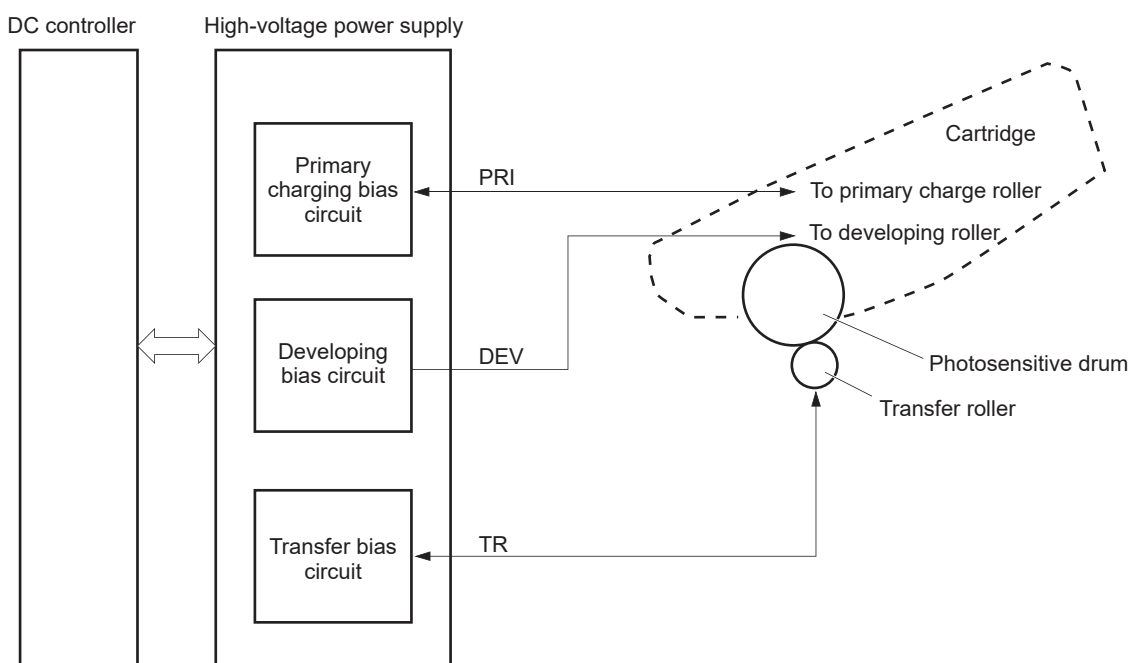 DC controller
High-voltage power supply
Cartridge
Primary
charging bias
circuit
PRI
To primary charge roller
To developing roller
Developing
bias circuit
DEV
Photosensitive drum
Transfer roller
Transfer bias
circuit
TR